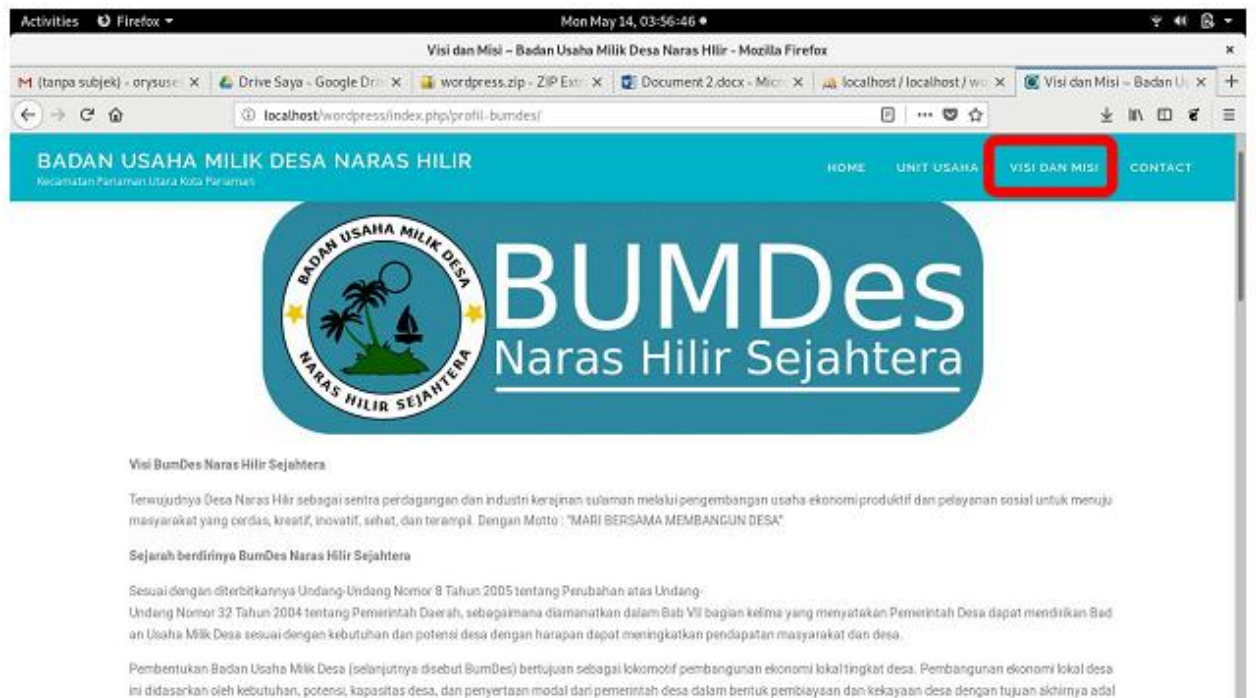 Activities Firefox Mon May 14, 03:56:46
Visi dan Misi – Badan Usaha Milik Desa Naras HIlir - Mozilla Firefox
(tanpa subjek) - orysuse Drive Saya - Google Dri wordpress.zip - ZIP Ext Document 2.docx - Micr localhost / localhost / wo Visi dan Misi – Badan U
localhost/wordpress/index.php/profil-bumdes/
BADAN USAHA MILIK DESA NARAS HILIR
Kecamatan Pariaman Utara Kota Pariaman
HOME UNIT USAHA VISI DAN MISI CONTACT
BADAN USAHA MILIK DESA
NARAS HILIR SEJAHTERA
BUMDes
Naras Hilir Sejahtera
Visi BumDes Naras Hilir Sejahtera
Terwujudnya Desa Naras Hilir sebagai sentra perdagangan dan industri kerajinan sulaman melalui pengembangan usaha ekonomi produktif dan pelayanan sosial untuk menuju
masyarakat yang cerdas, kreatif, inovatif, sehat, dan terampil. Dengan Motto : "MARI BERSAMA MEMBANGUN DESA"
Sejarah berdirinya BumDes Naras Hilir Sejahtera
Sesuai dengan diterbitkannya Undang-Undang Nomor 8 Tahun 2005 tentang Perubahan atas Undang-
Undang Nomor 32 Tahun 2004 tentang Pemerintah Daerah, sebagaimana diamanatkan dalam Bab VII bagian kelima yang menyatakan Pemerintah Desa dapat mendirikan Bad
an Usaha Milik Desa sesuai dengan kebutuhan dan potensi desa dengan harapan dapat meningkatkan pendapatan masyarakat dan desa.
Pembentukan Badan Usaha Milik Desa (selanjutnya disebut BumDes) bertujuan sebagai lokomotif pembangunan ekonomi lokal tingkat desa. Pembangunan ekonomi lokal desa
ini didasarkan oleh kebutuhan, potensi, kapasitas desa, dan penyertaan modal dari pemerintah desa dalam bentuk pembiayaan dan kekayaan desa dengan tujuan akhirnya adal